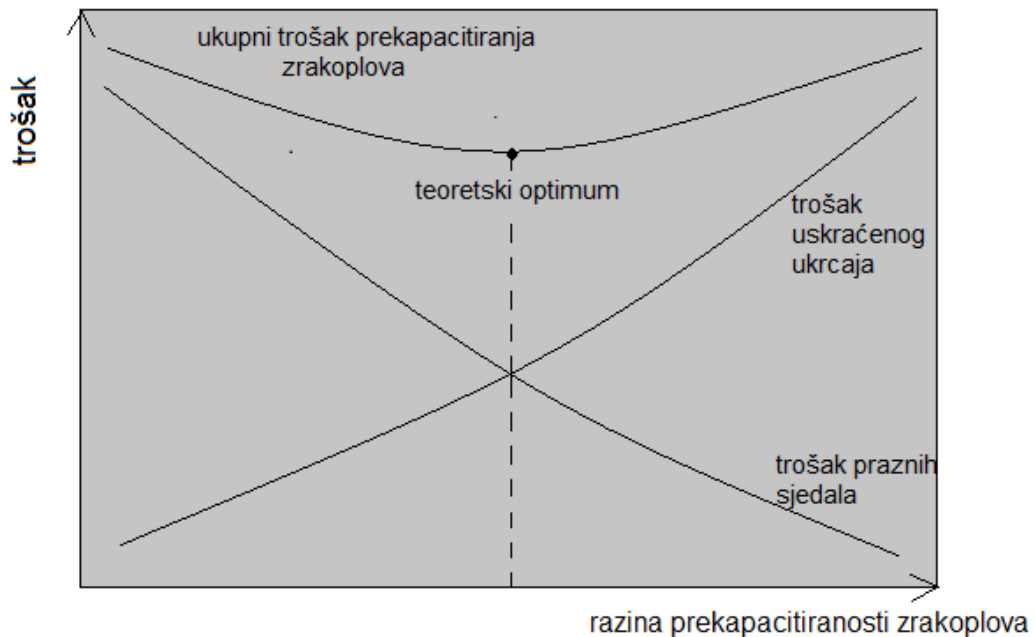 ukupni trošak prekapacitiranja
zrakoplova
trošak
teoretski optimum
trošak
uskraćenog
ukrcaja
trošak praznih
sjedala
razina prekapacitiranosti zrakoplova